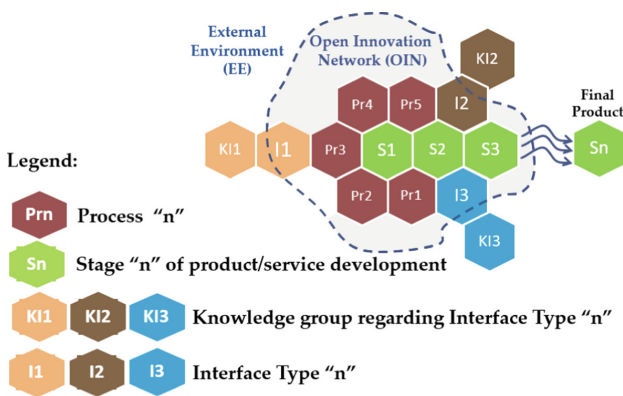 External
Environment
(EE)
Open Innovation
Network (OIN)
KI2
Final
Product
Pr4
Pr5
I2
KI1
I1
Pr3
S1
S2
S3
Sn
Pr2
Pr1
I3
KI3
Legend:
Prn
Process “n”
Sn
Stage “n” of product/service development
KI1
KI2
KI3
Knowledge group regarding Interface Type “n”
I1
I2
I3
Interface Type “n”